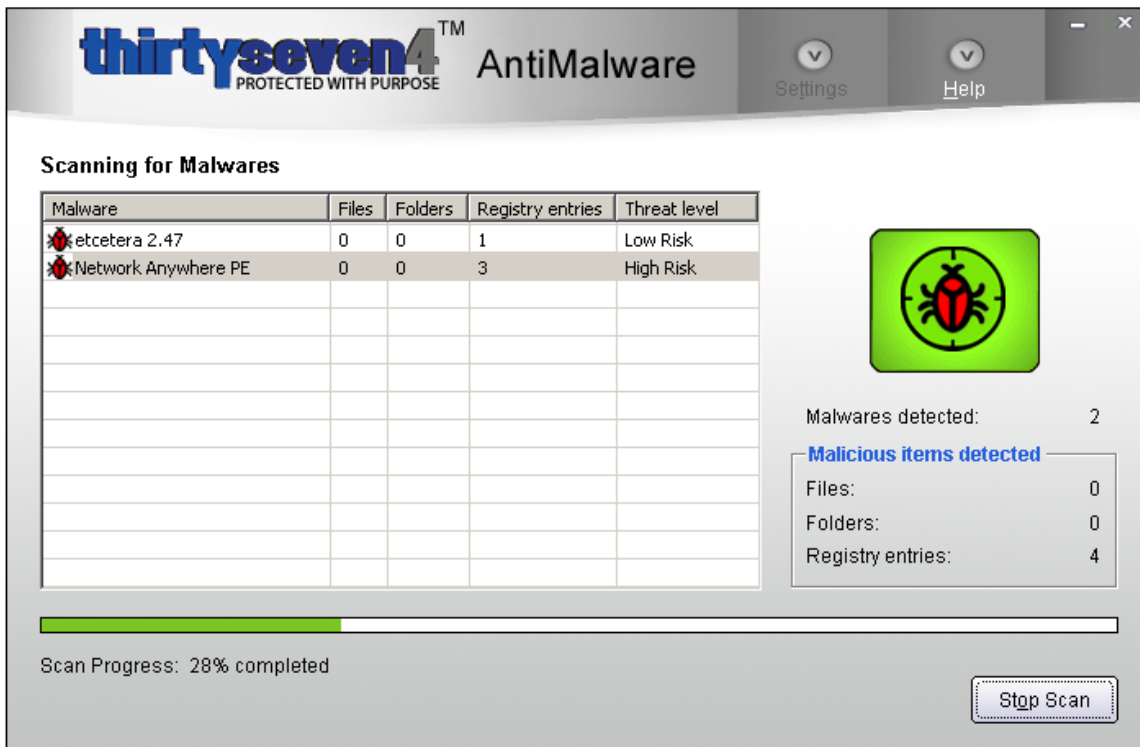 thirtyseven4™
PROTECTED WITH PURPOSE
AntiMalware
Settings
Help
Scanning for Malwares
Malware Files Folders Registry entries Threat level
etcetera 2.47 0 0 1 Low Risk
Network Anywhere PE 0 0 3 High Risk
Malwares detected: 2
Malicious items detected
Files: 0
Folders: 0
Registry entries: 4
Scan Progress: 28% completed
Stop Scan